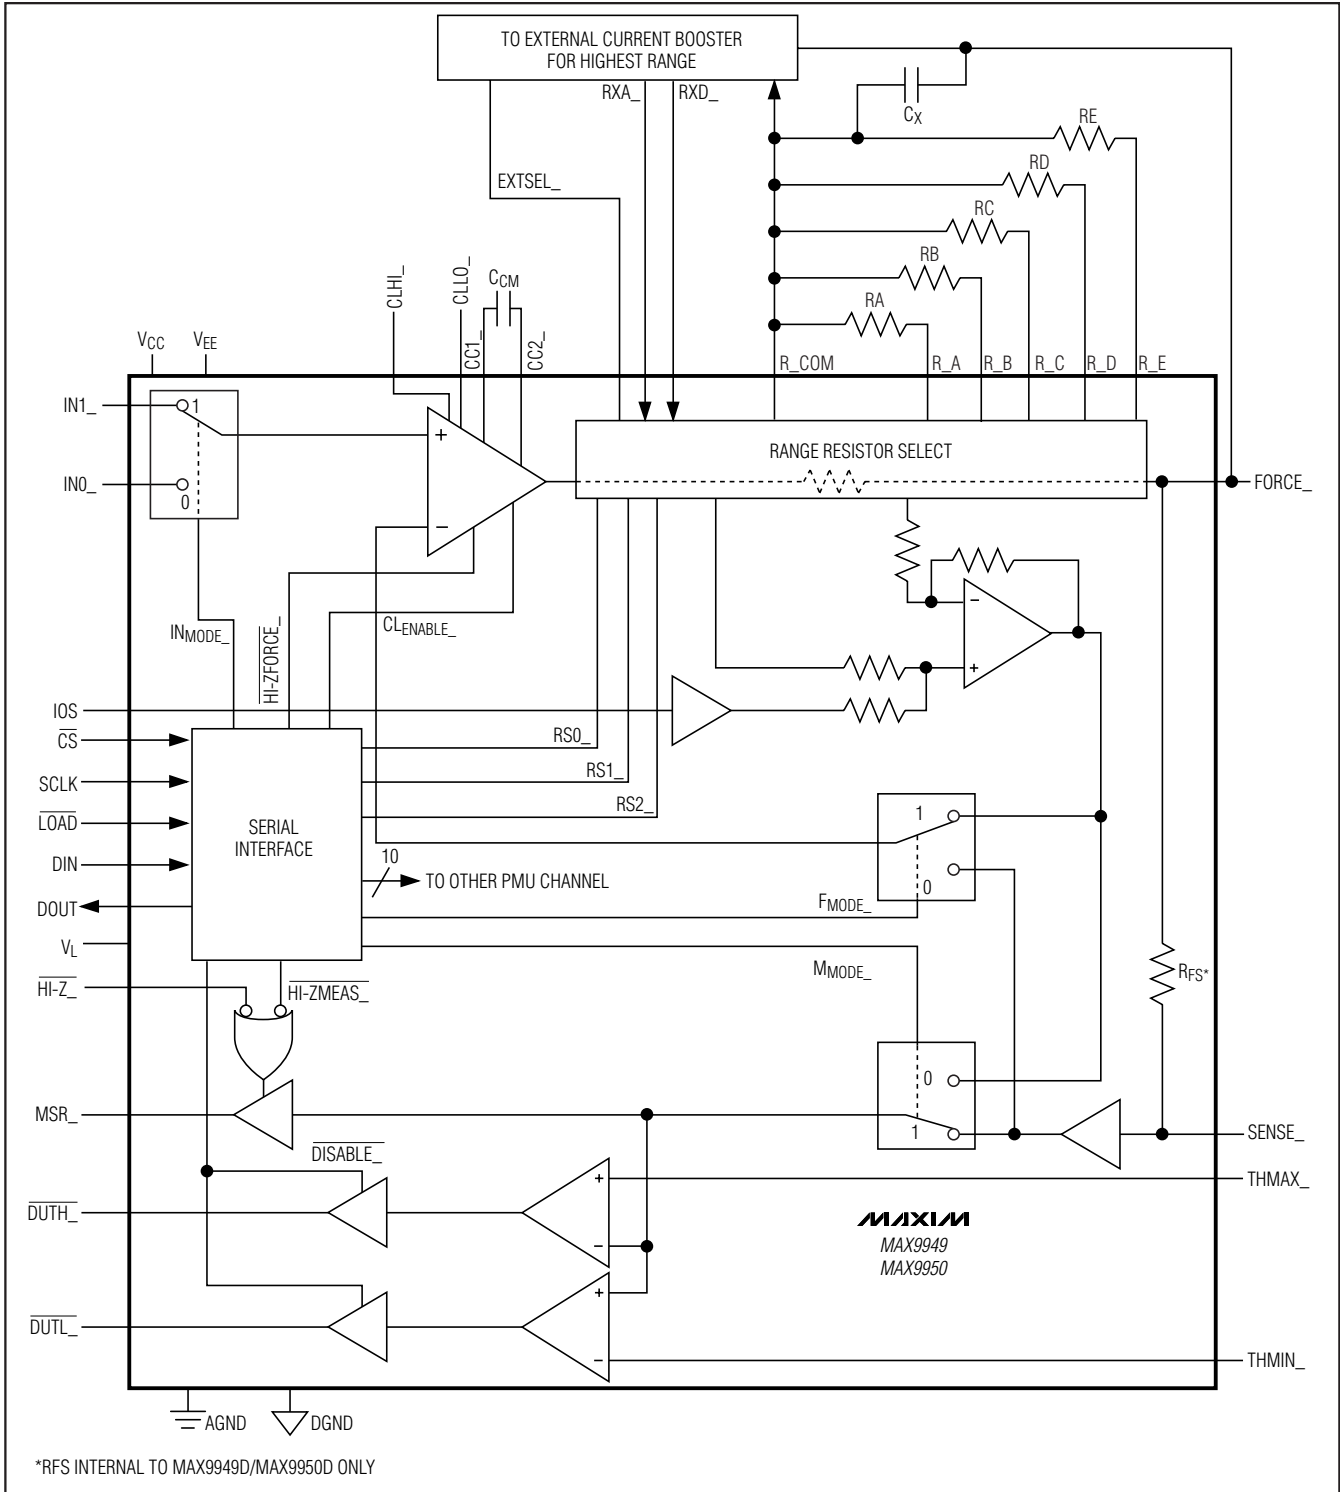 TO EXTERNAL CURRENT BOOSTER
FOR HIGHEST RANGE
RXA_
RXD_
CX
RE
RD
EXTSEL_
RC
RB
RA
CLHI_
CLLO_
CCM
CC1_
CC2_
VCC
VEE
R_COM
R_A
R_B
R_C
R_D
R_E
IN1_
1
+
RANGE RESISTOR SELECT
IN0_
0
FORCE_
−
−
INMODE_
HI-ZFORCE_
CLENABLE_
+
IOS
CS
RS0_
SCLK
RS1_
LOAD
RS2_
1
SERIAL
INTERFACE
DIN
10
TO OTHER PMU CHANNEL
0
DOUT
FMODE_
VL
MMODE_
RFS*
HI-Z_
HI-ZMEAS_
0
MSR_
1
SENSE_
DISABLE_
+
THMAX_
DUTH_
−
MAXIM
MAX9949
MAX9950
+
DUTL_
−
THMIN_
AGND
DGND
*RFS INTERNAL TO MAX9949D/MAX9950D ONLY